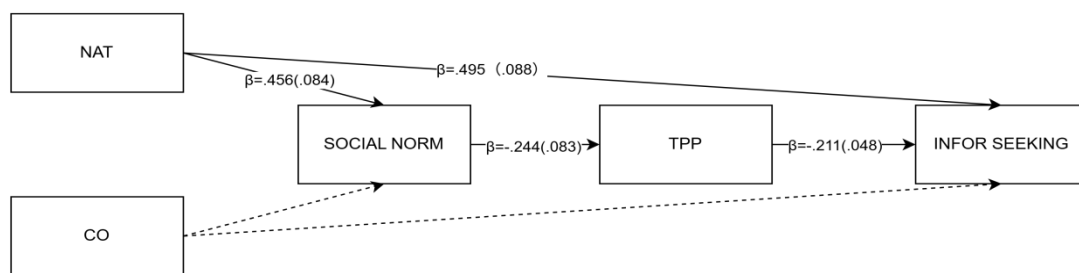 NAT
β=.495（.088）
β=.456(.084)
SOCIAL NORM
β=-.244(.083)
TPP
β=-.211(.048)
INFOR SEEKING
CO